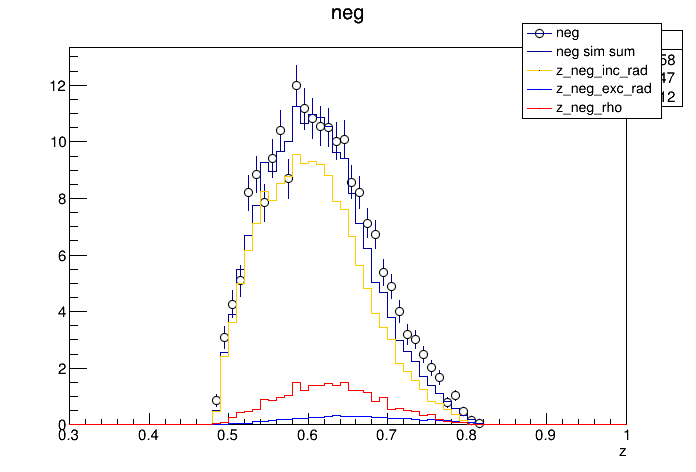 neg
neg
neg sim sum
z_neg_inc_rad
z_neg_exc_rad
z_neg_rho
58
47
12
12
10
8
6
4
2
0
0.3 0.4 0.5 0.6 0.7 0.8 0.9 1
z